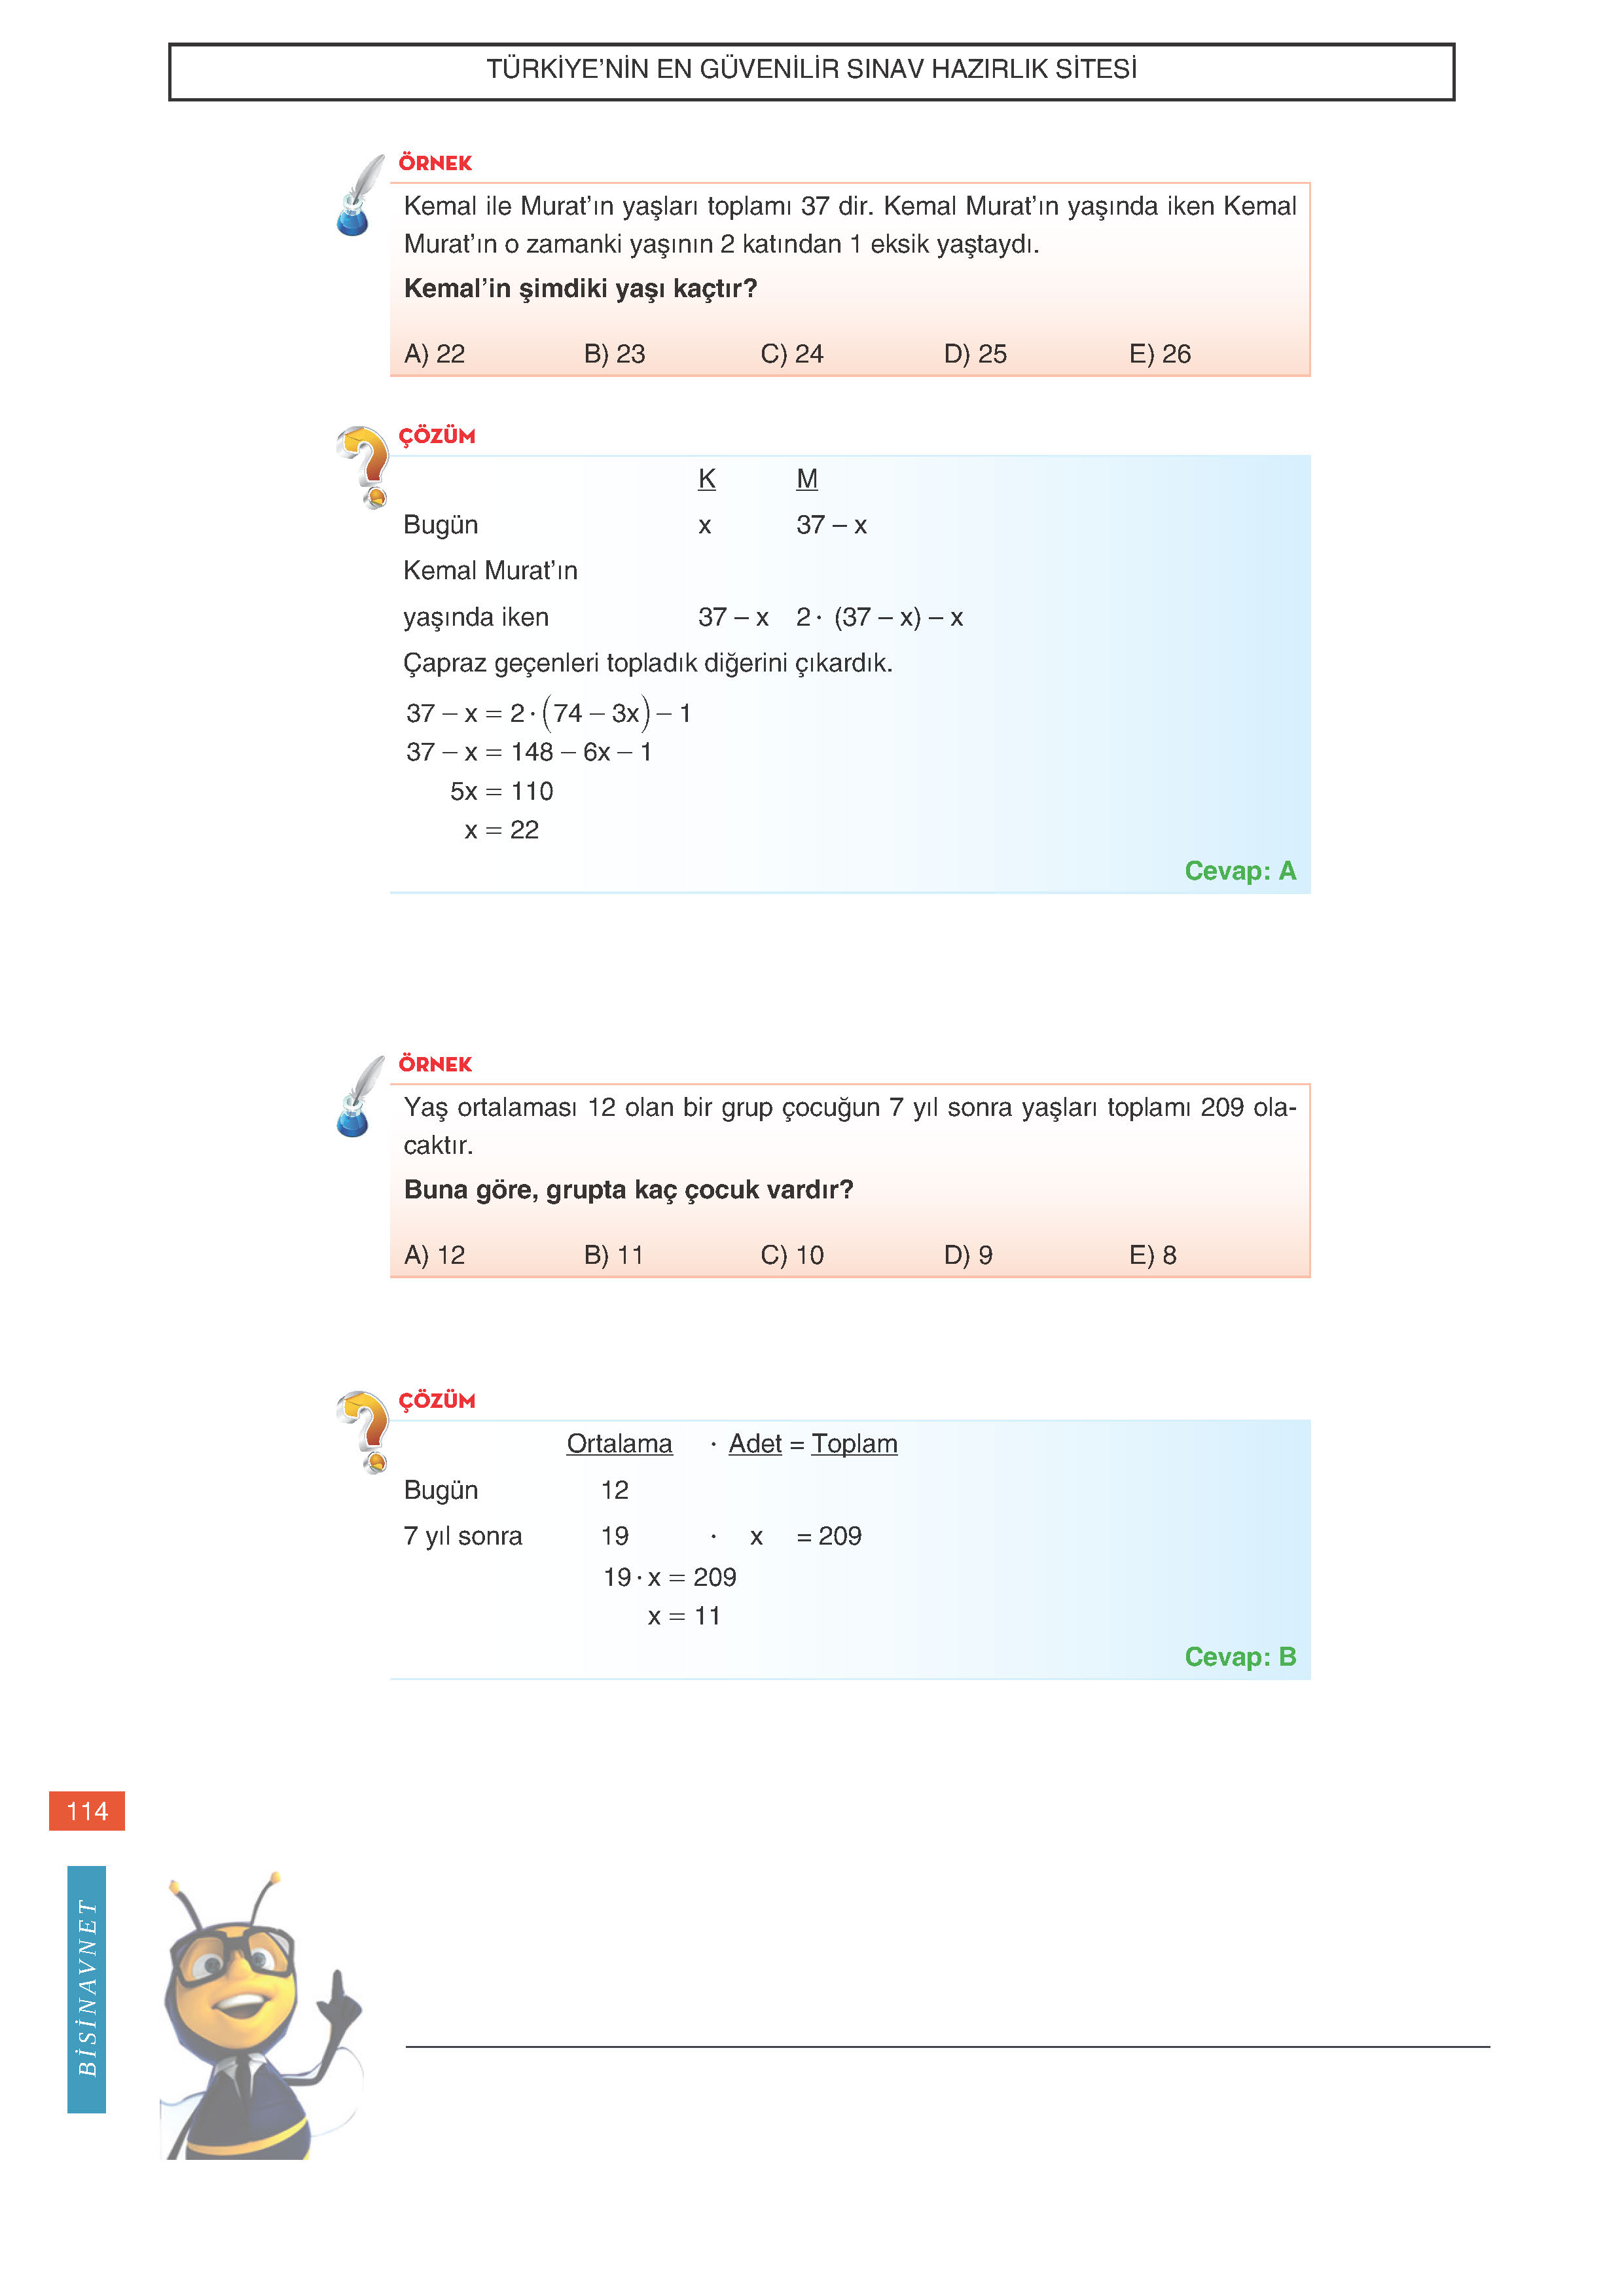 TÜRKİYE'NİN EN GÜVENİLİR SINAV HAZIRLIK SİTESİ
ÖRNEK
Kemal ile Murat'ın yaşları toplamı 37 dir. Kemal Murat'ın yaşında iken Kemal
Murat'ın o zamanki yaşının 2 katından 1 eksik yaştaydı.
Kemal'in şimdiki yaşı kaçtır?
A) 22 B) 23 C) 24 D) 25 E) 26
ÇÖZÜM
K M
Bugün x 37 – x
Kemal Murat'ın
yaşında iken 37 – x 2· (37 – x) – x
Çapraz geçenleri topladık diğerini çıkardık.
37 – x = 2·(74 – 3x) – 1
37 – x = 148 – 6x – 1
5x = 110
x = 22
Cevap: A
ÖRNEK
Yaş ortalaması 12 olan bir grup çocuğun 7 yıl sonra yaşları toplamı 209 ola-
caktır.
Buna göre, grupta kaç çocuk vardır?
A) 12 B) 11 C) 10 D) 9 E) 8
ÇÖZÜM
Ortalama · Adet = Toplam
Bugün 12
7 yıl sonra 19 · x = 209
19·x = 209
x = 11
Cevap: B
114
BİSİNAVNET